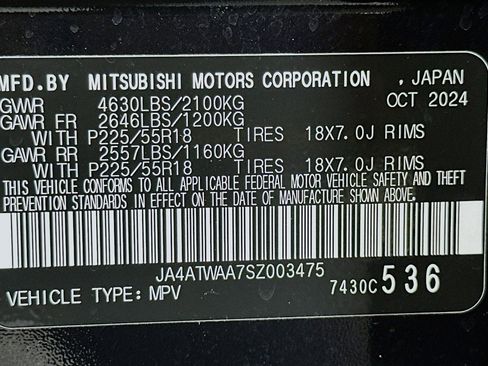 MFD.BY MITSUBISHI MOTORS CORPORATION , JAPAN
GVWR 4630LBS/2100KG OCT 2024
GAWR FR 2646LBS/1200KG
WITH P225/55R18 TIRES 18X7.0J RIMS
GAWR RR 2557LBS/1160KG
WITH P225/55R18 TIRES 18X7.0J RIMS
THIS VEHICLE CONFORMS TO ALL APPLICABLE FEDERAL MOTOR VEHICLE SAFETY AND THEFT
PREVENTION STANDARDS IN EFFECT ON THE DATE OF MANUFACTURE SHOWN ABOVE.
JA4ATWAA7SZ003475
VEHICLE TYPE:MPV 7430C 536